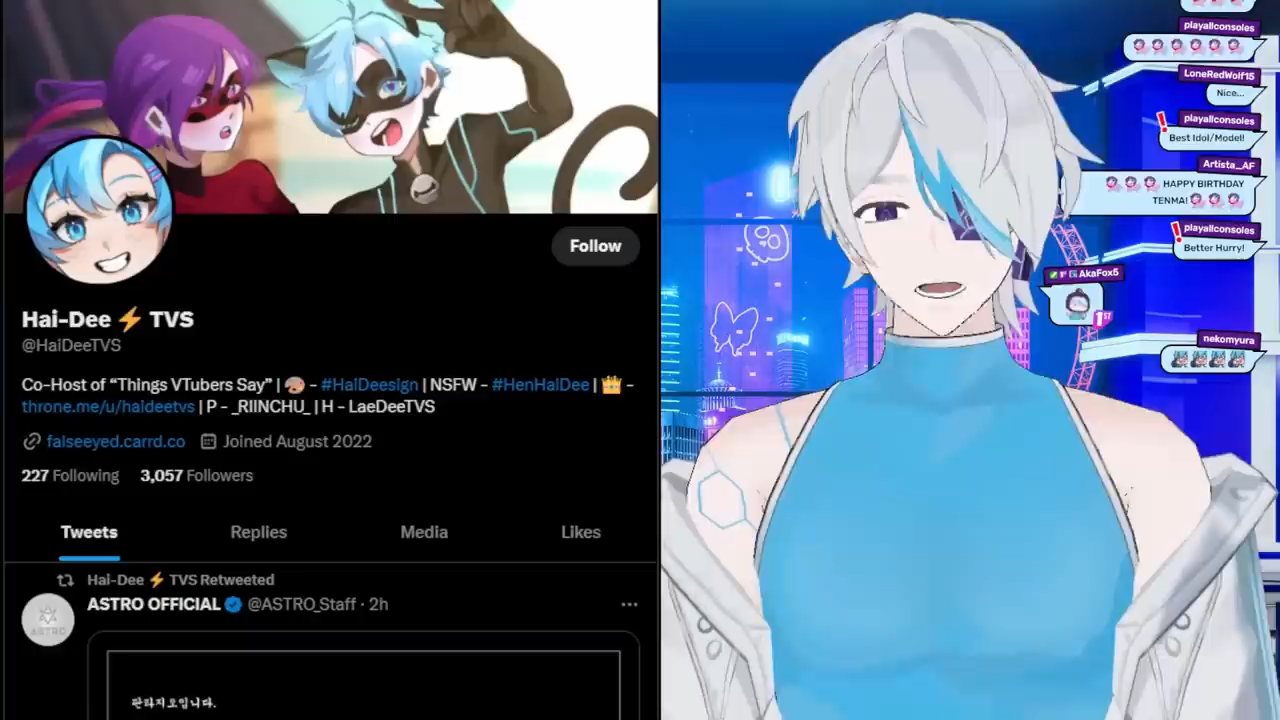 Follow
Hai-Dee ⚡ TVS
@HaiDeeTVS
Co-Host of “Things VTubers Say” | - #HaiDeesign | NSFW - #HenHaiDee | 👑 -
throne.me/u/haideetvs | P - _RIINCHU_ | H - LaeDeeTVS
falseeyed.carrd.co Joined August 2022
227 Following 3,057 Followers
Tweets Replies Media Likes
Hai-Dee ⚡ TVS Retweeted
ASTRO OFFICIAL @ASTRO_Staff · 2h
ASTRO
판타지오입니다.
playallconsoles
LoneRedWolf15
Nice...
playallconsoles
Best Idol/Model!
Artista_AF
HAPPY BIRTHDAY
TENMA!
playallconsoles
Better Hurry!
AkaFox5
1ST
nekomyura